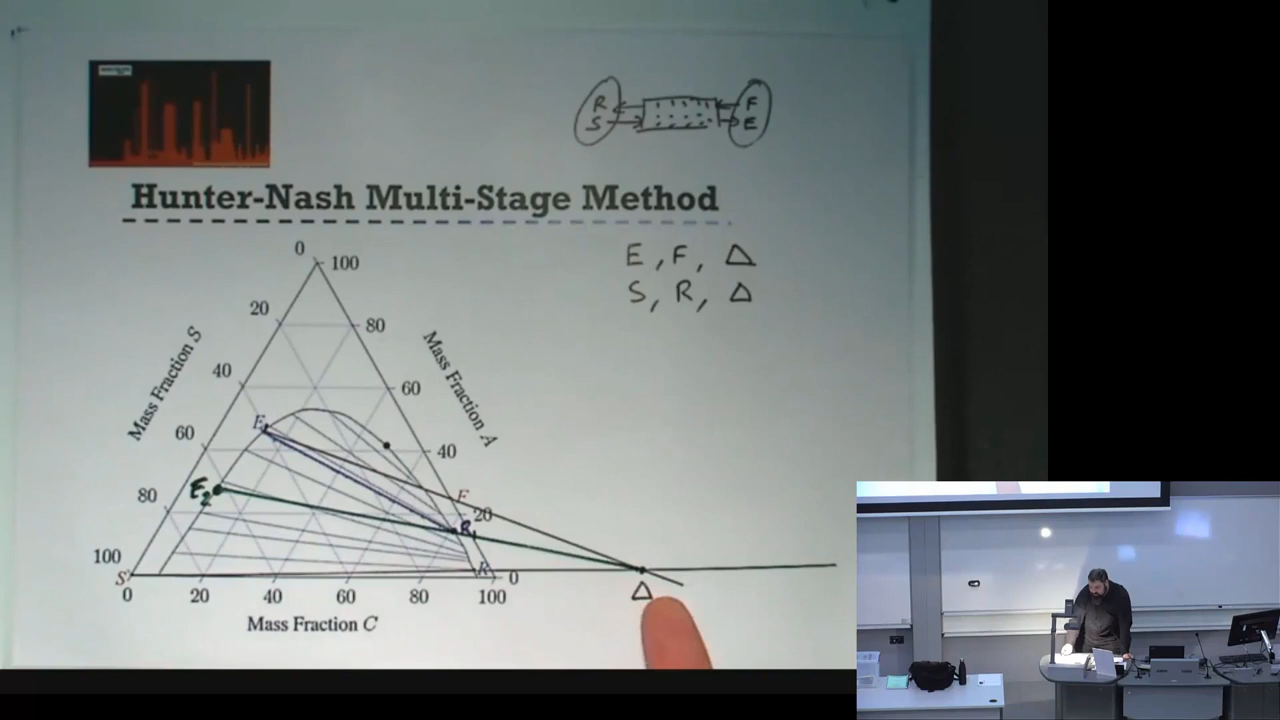 R F
S E
Hunter-Nash Multi-Stage Method
E, F, Δ
S, R, Δ
0
100
20
80
40
60
60
40
80
20
100
0
Mass Fraction S
Mass Fraction A
E1
E2
F
R1
S
R
Δ
0 20 40 60 80 100
Mass Fraction C